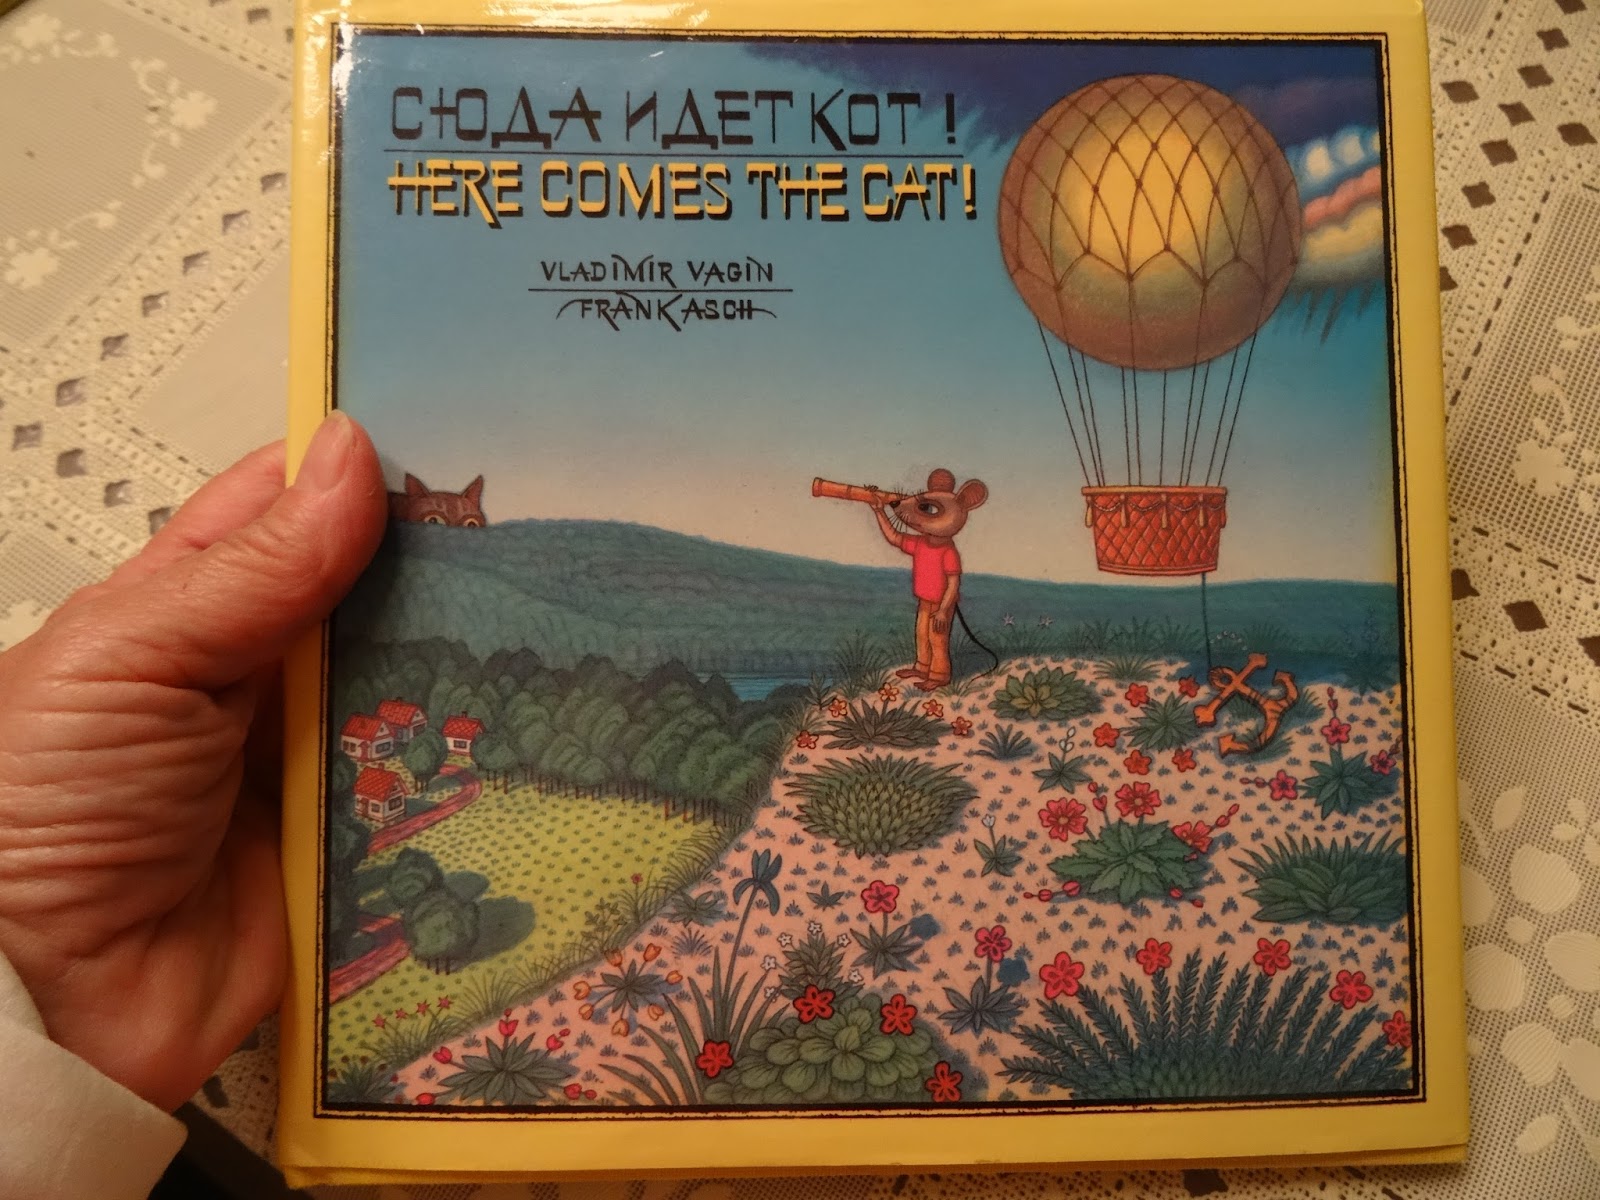 СЮДА ИДЕТ КОТ!
HERE COMES THE CAT!
VLADIMIR VAGIN
FRANK ASCH